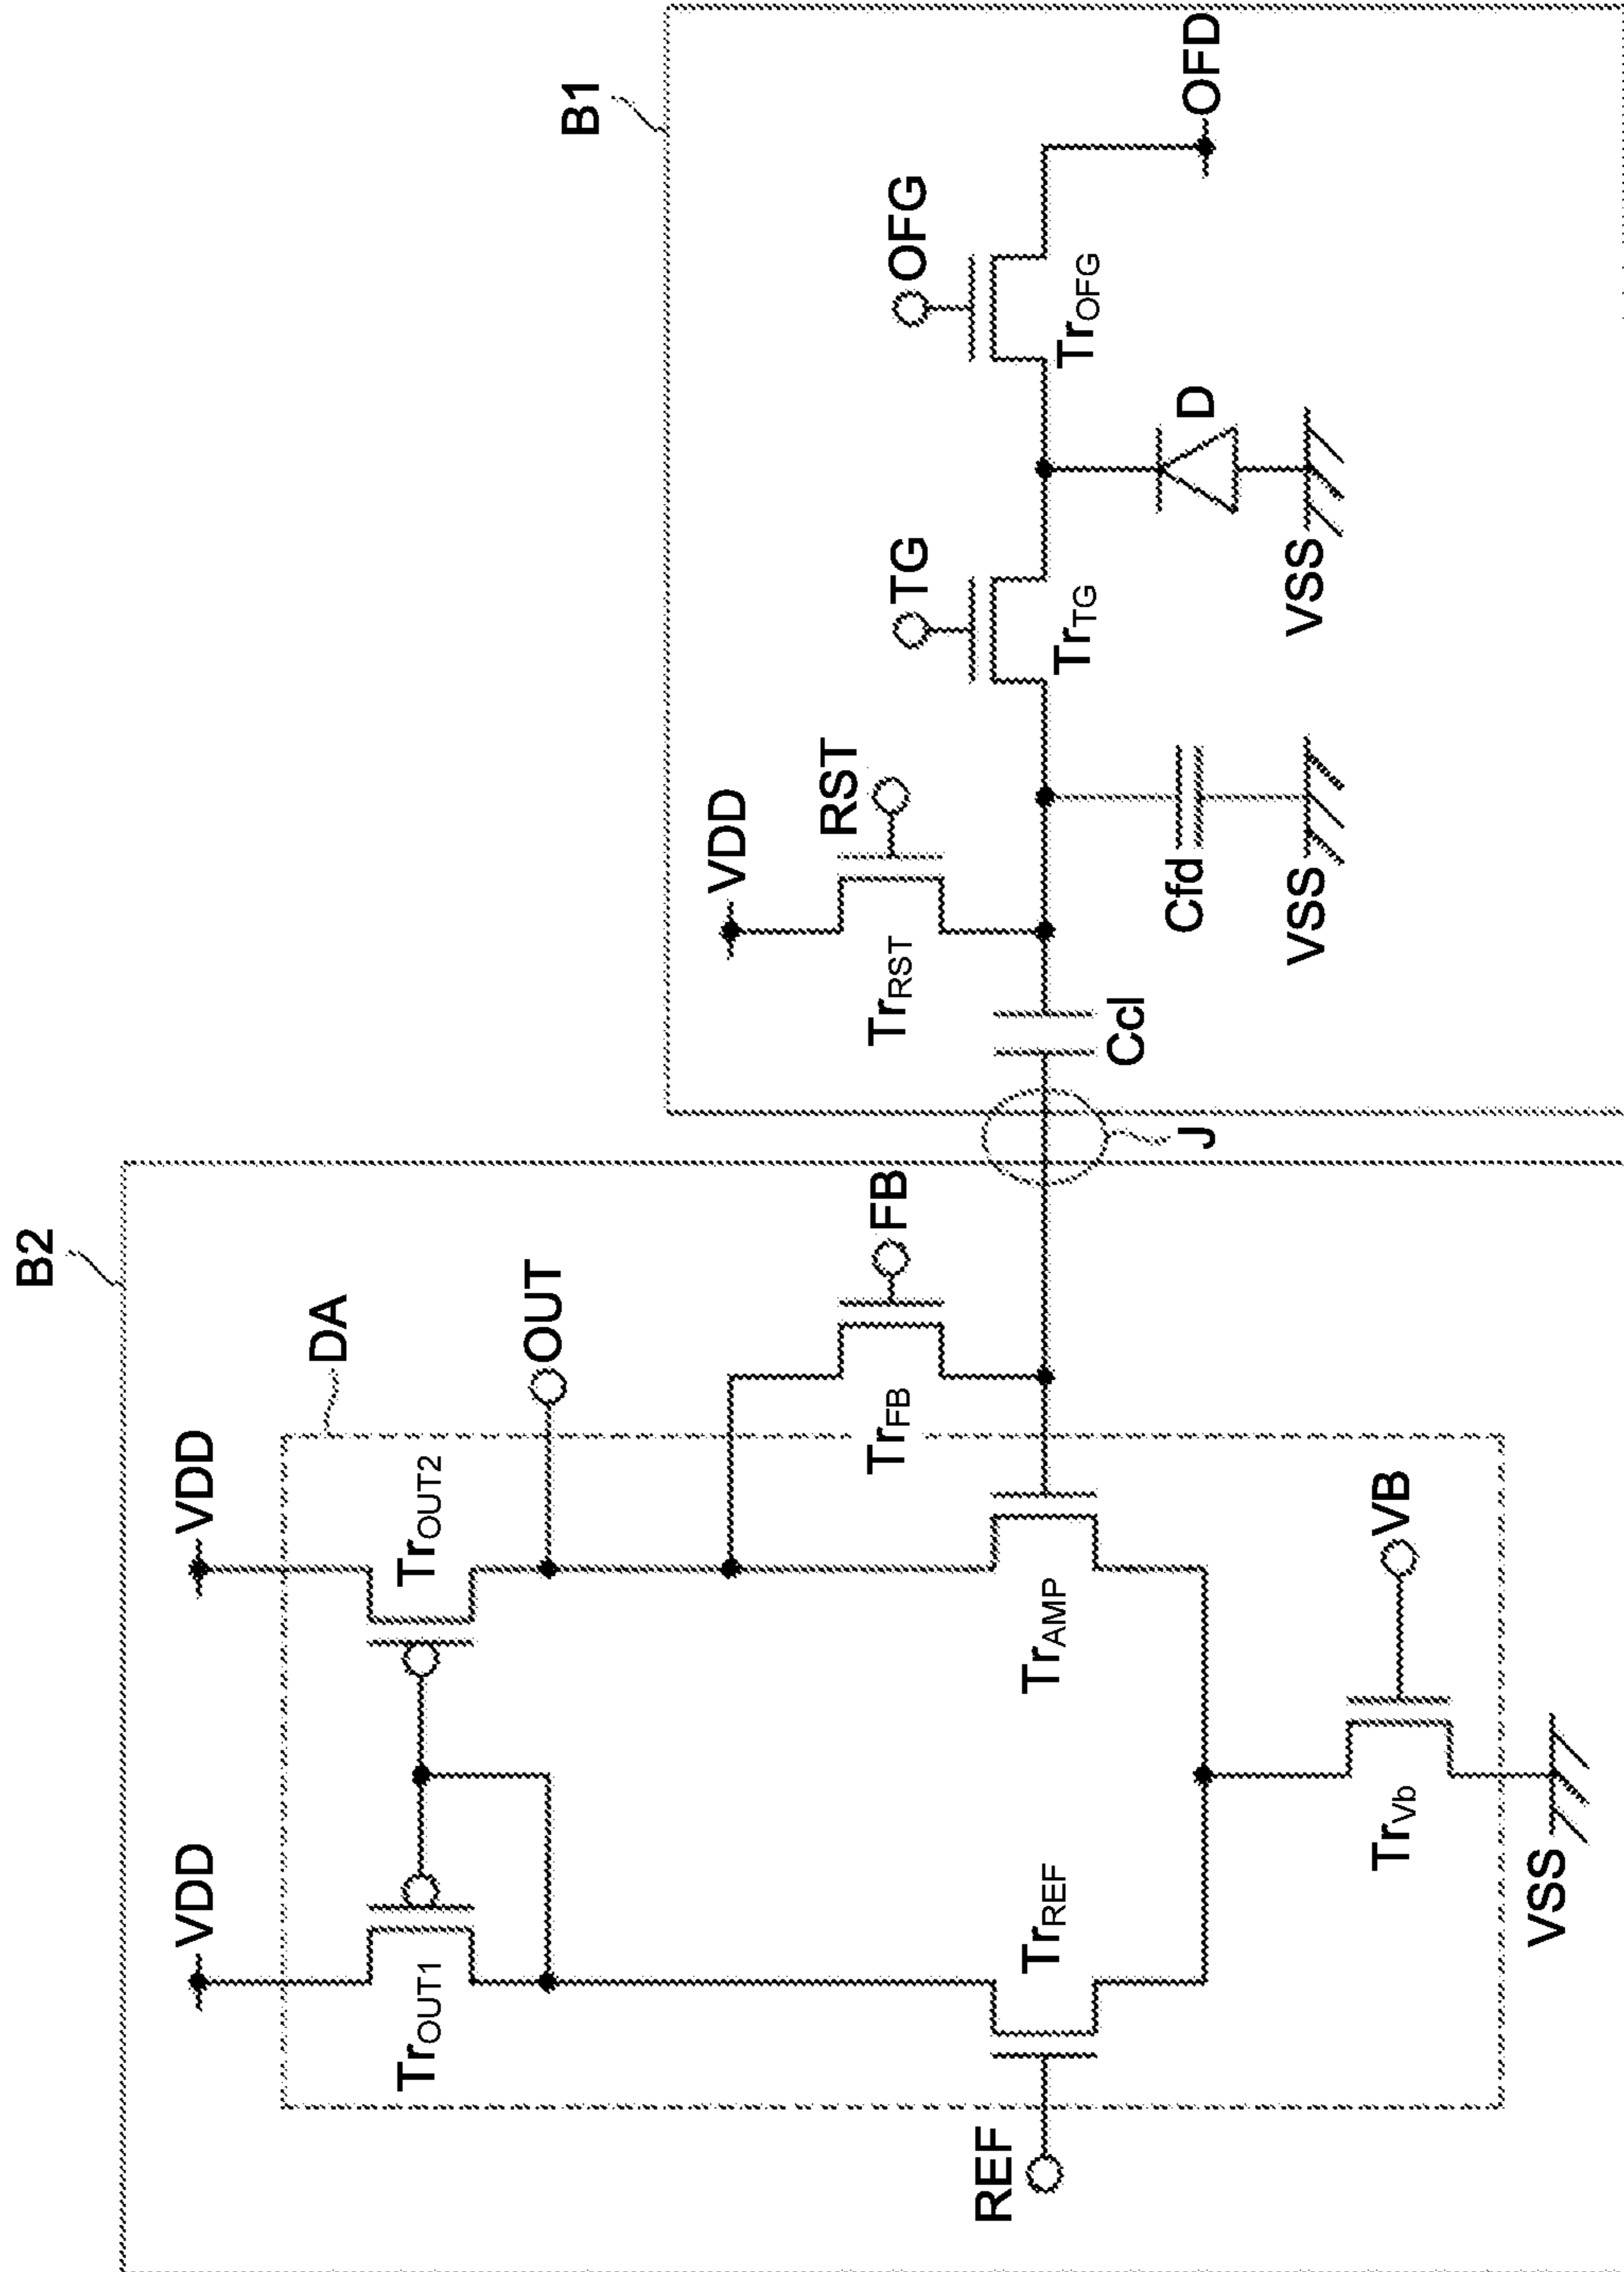 B2
DA
VDD
VDD
TrOUT1
TrOUT2
OUT
FB
TrFB
REF
TrREF
TrAMP
J
VB
TrVb
VSS
B1
VDD
RST
TrRST
TG
TrTG
OFG
TrOFG
OFD
Ccl
Cfd
D
VSS
VSS